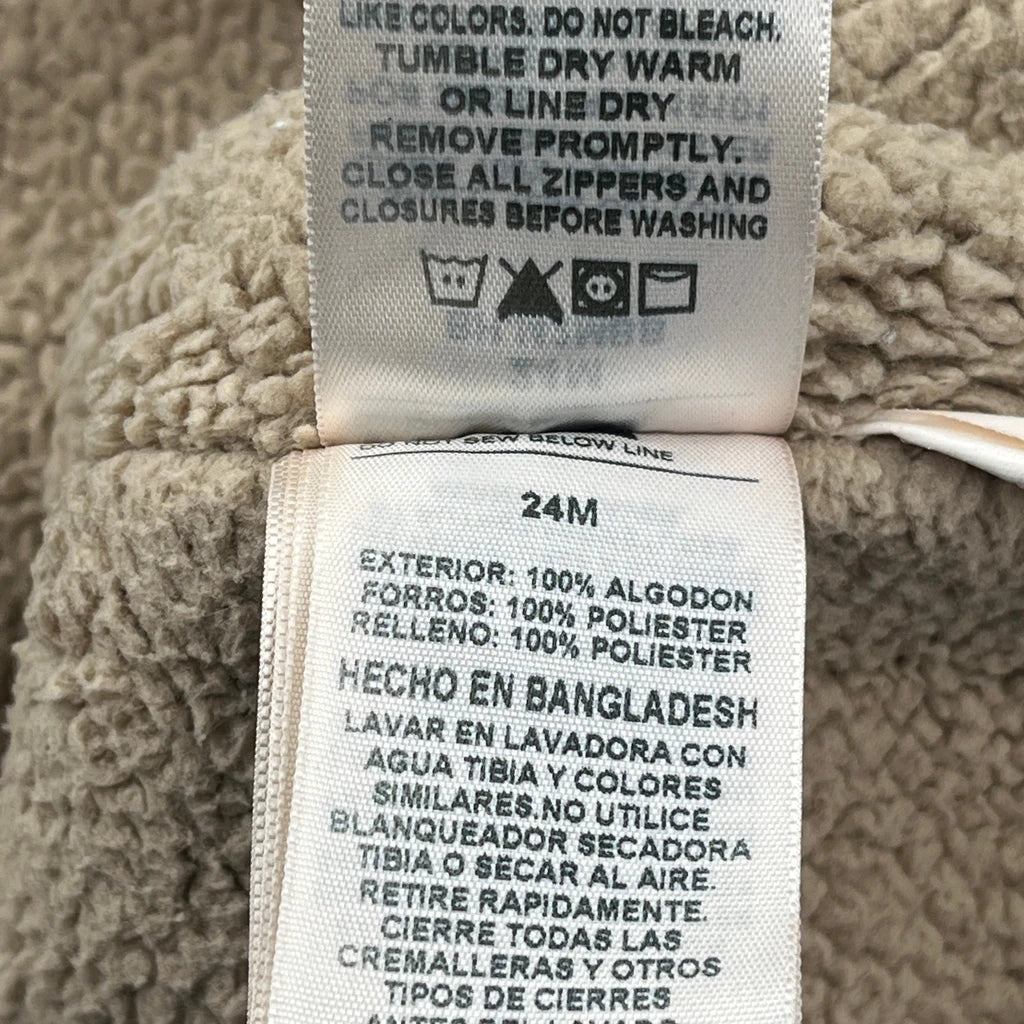 LIKE COLORS. DO NOT BLEACH.
TUMBLE DRY WARM
OR LINE DRY
REMOVE PROMPTLY.
CLOSE ALL ZIPPERS AND
CLOSURES BEFORE WASHING
SEW BELOW LINE
24M
EXTERIOR: 100% ALGODON
FORROS: 100% POLIESTER
RELLENO: 100% POLIESTER
HECHO EN BANGLADESH
LAVAR EN LAVADORA CON
AGUA TIBIA Y COLORES
SIMILARES.NO UTILICE
BLANQUEADOR SECADORA
TIBIA O SECAR AL AIRE.
RETIRE RAPIDAMENTE.
CIERRE TODAS LAS
CREMALLERAS Y OTROS
TIPOS DE CIERRES